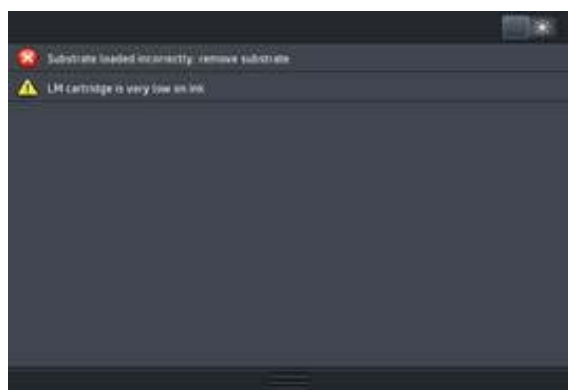 Substrate loaded incorrectly: remove substrate
LM cartridge is very low on ink